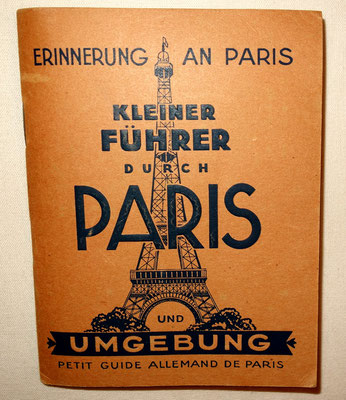 ERINNERUNG AN PARIS
KLEINER
FÜHRER
DURCH
PARIS
UND
UMGEBUNG
PETIT GUIDE ALLEMAND DE PARIS